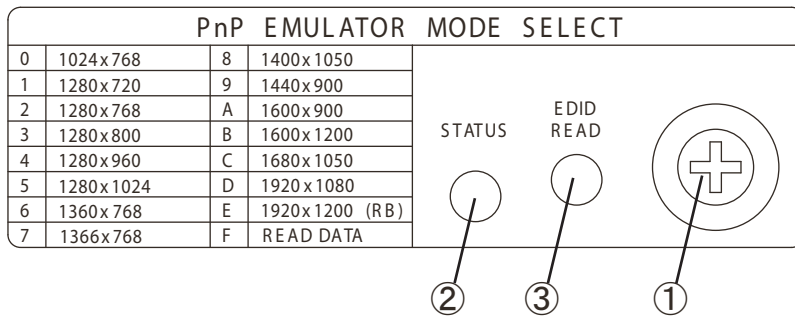 PnP EMULATOR MODE SELECT
0 1024x768 8 1400x1050
1 1280x720 9 1440x900
2 1280x768 A 1600x900
3 1280x800 B 1600x1200
4 1280x960 C 1680x1050
5 1280x1024 D 1920x1080
6 1360x768 E 1920x1200 (RB)
7 1366x768 F READ DATA
STATUS
EDID
READ
② ③ ①